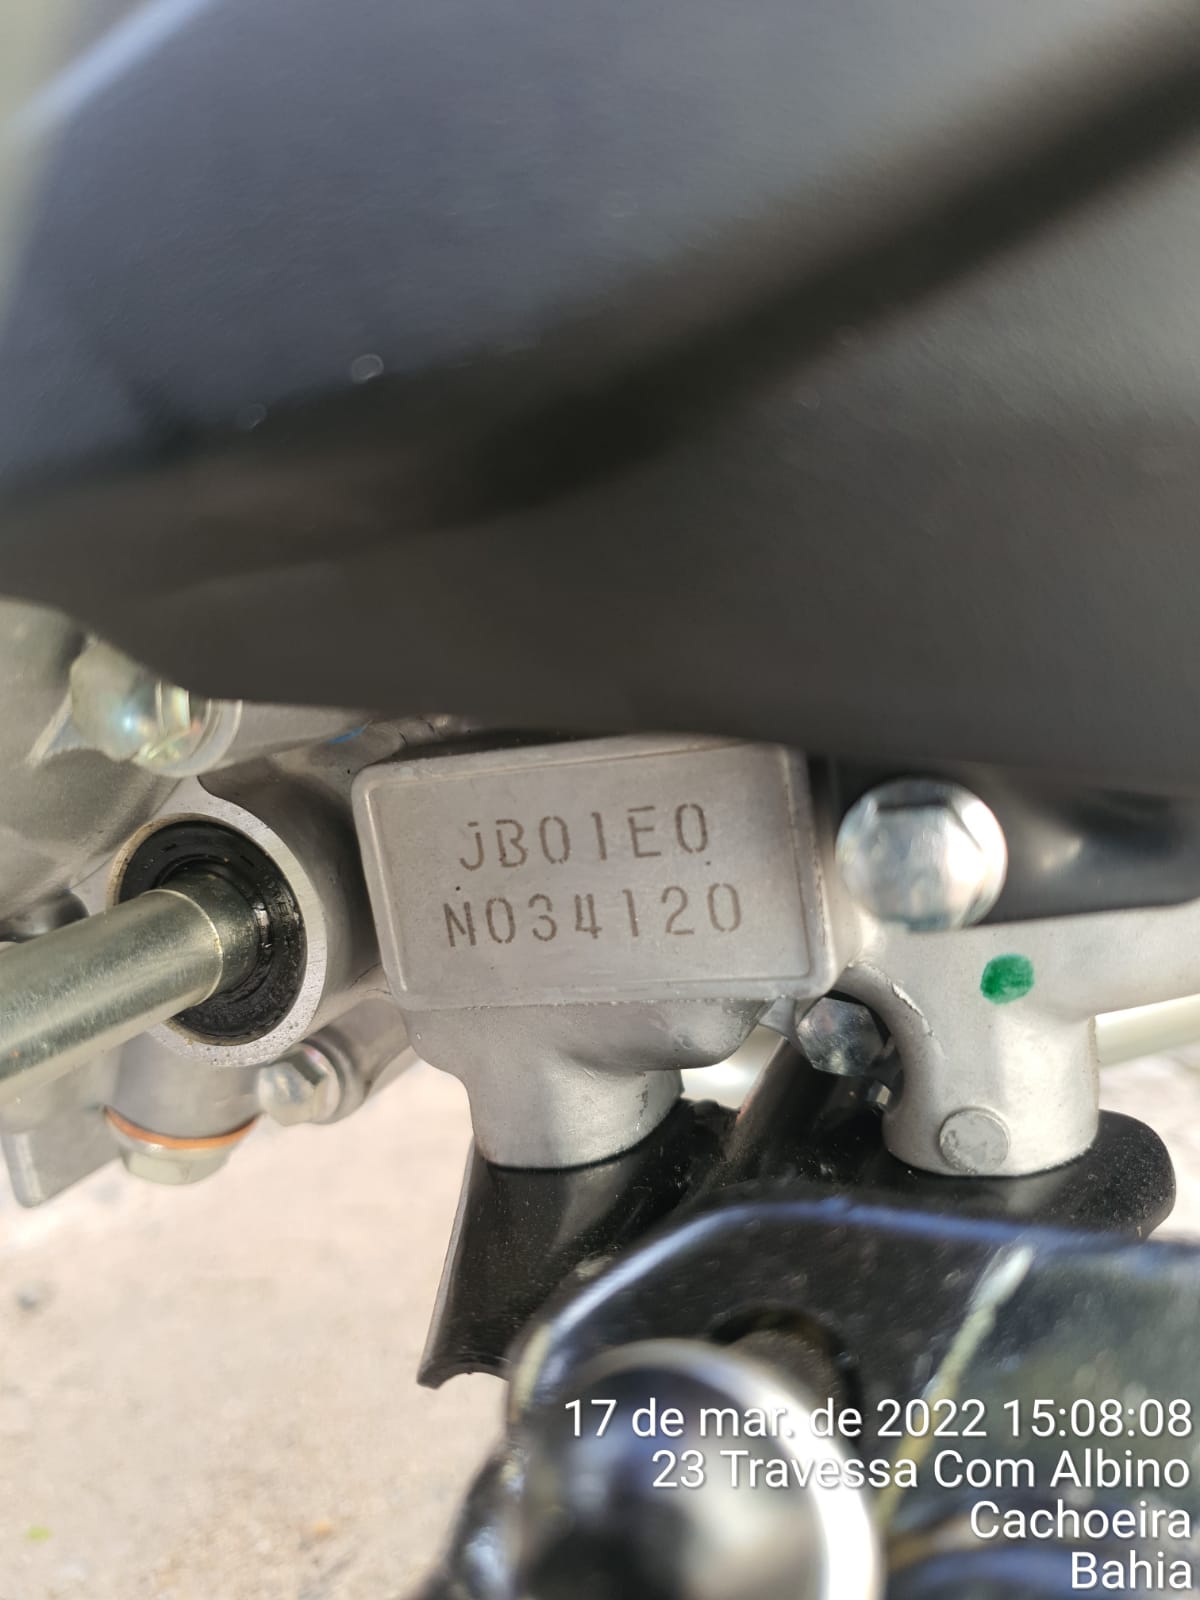 JB01E0
N034120
17 de mar. de 2022 15:08:08
23 Travessa Com Albino
Cachoeira
Bahia